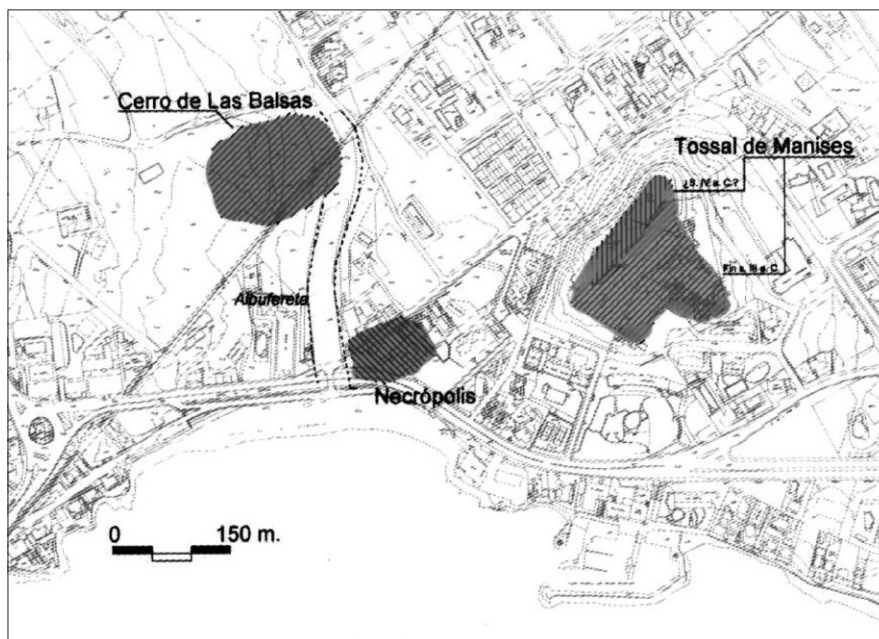 Cerro de Las Balsas
Tossal de Manises
¿S. IV a. C.?
Fin s. III a. C.
Albufereta
Necrópolis
0 150 m.